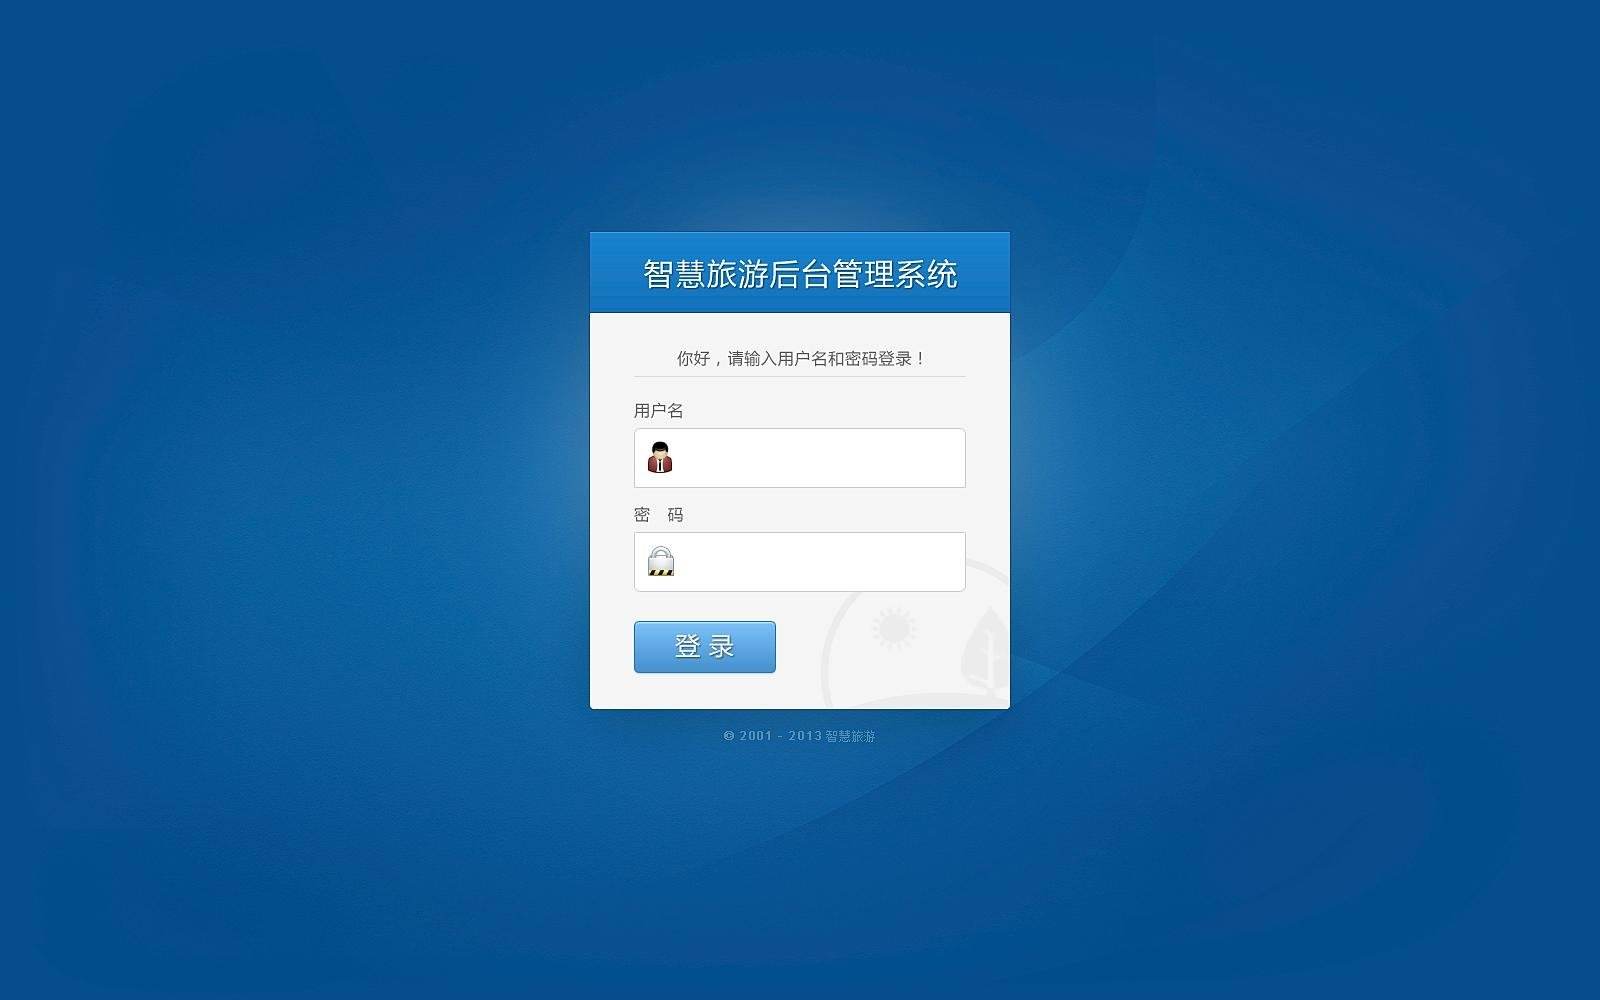 智慧旅游后台管理系统
你好，请输入用户名和密码登录！
用户名
密　码
登 录
© 2001 - 2013 智慧旅游